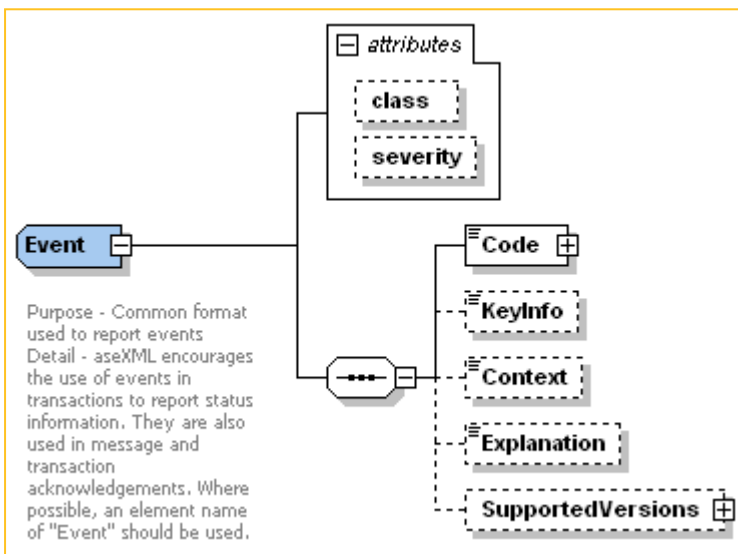 attributes
class
severity
Event
Code
KeyInfo
Context
Explanation
SupportedVersions
Purpose - Common format
used to report events
Detail - aseXML encourages
the use of events in
transactions to report status
information. They are also
used in message and
transaction
acknowledgements. Where
possible, an element name
of "Event" should be used.